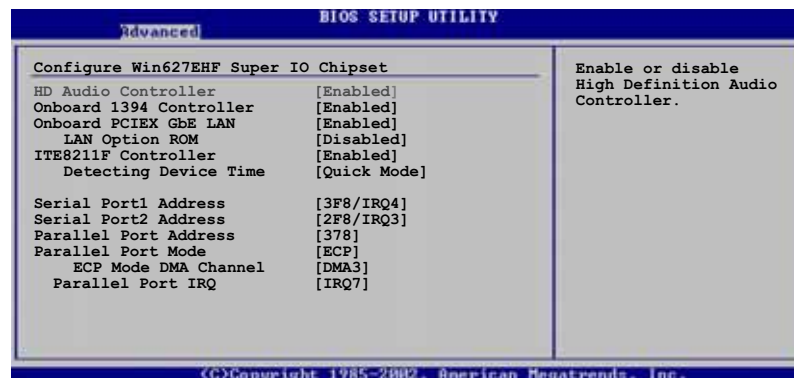 BIOS SETUP UTILITY
Advanced
Configure Win627EHF Super IO Chipset
HD Audio Controller [Enabled]
Onboard 1394 Controller [Enabled]
Onboard PCIEX GbE LAN [Enabled]
LAN Option ROM [Disabled]
ITE8211F Controller [Enabled]
Detecting Device Time [Quick Mode]
Serial Port1 Address [3F8/IRQ4]
Serial Port2 Address [2F8/IRQ3]
Parallel Port Address [378]
Parallel Port Mode [ECP]
ECP Mode DMA Channel [DMA3]
Parallel Port IRQ [IRQ7]
Enable or disable
High Definition Audio
Controller.
(C)Copyright 1985-2002, American Megatrends, Inc.